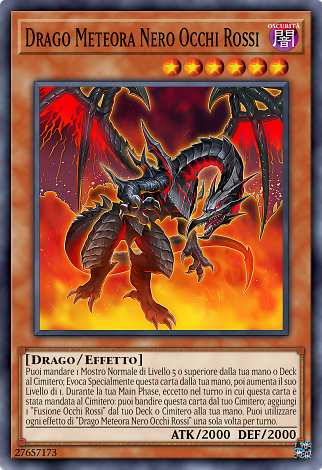 Drago Meteora Nero Occhi Rossi
OSCURITÀ
闇
[Drago/Effetto]
Puoi mandare 1 Mostro Normale di Livello 5 o superiore dalla tua mano o Deck
al Cimitero; Evoca Specialmente questa carta dalla tua mano, poi aumenta il suo
Livello di 1. Durante la tua Main Phase, eccetto nel turno in cui questa carta è
stata mandata al Cimitero: puoi bandire questa carta dal tuo Cimitero; aggiungi
1 "Fusione Occhi Rossi" dal tuo Deck o Cimitero alla tua mano. Puoi utilizzare
ogni effetto di "Drago Meteora Nero Occhi Rossi" una sola volta per turno.
ATK/2000 DEF/2000
27657173